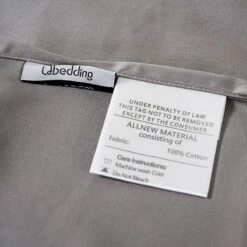 Qbedding
UNDER PENALTY OF LAW
THIS TAG NOT TO BE REMOVED
EXCEPT BY THE CONSUMER
ALLNEW MATERIAL
consisting of
Fabric:
100% Cotton
Care Instructions:
Machine wash Cold
Do Not Bleach